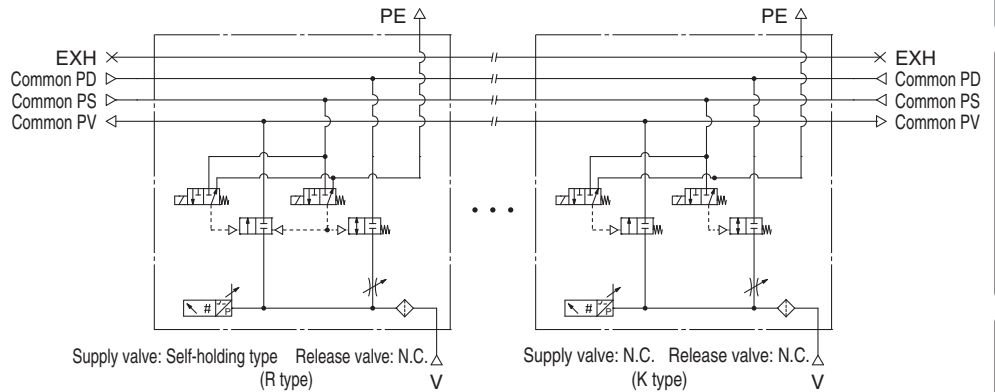 PE
PE
EXH
EXH
Common PD
Common PD
Common PS
Common PS
Common PV
Common PV
# P
# P
Supply valve: Self-holding type Release valve: N.C.
(R type)
V
Supply valve: N.C. Release valve: N.C.
(K type)
V